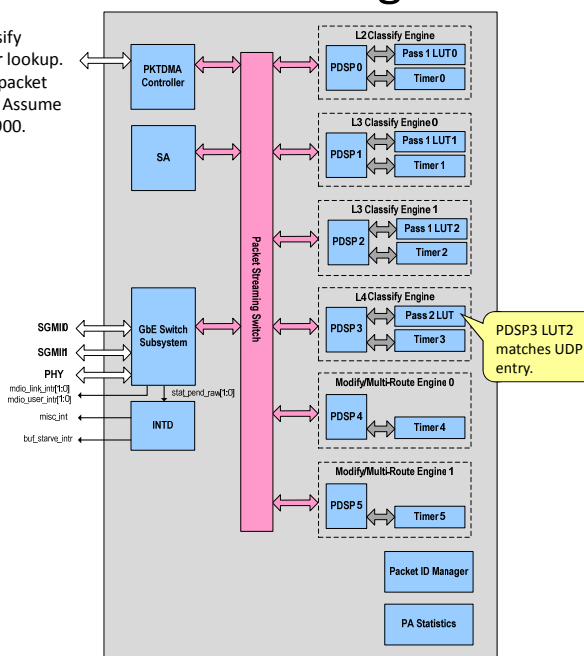 sify
r lookup.
packet
Assume
000.
PKTDMA
Controller
SA
GbE Switch
Subsystem
SGMII0
SGMII1
PHY
mdio_link_intr[1:0]
mdio_user_intr[1:0]
stat_pend_raw[1:0]
misc_int
buf_starve_intr
INTD
Packet Streaming Switch
L2 Classify Engine
PDSP 0
Pass 1 LUT 0
Timer 0
L3 Classify Engine 0
PDSP 1
Pass 1 LUT 1
Timer 1
L3 Classify Engine 1
PDSP 2
Pass 1 LUT 2
Timer 2
L4 Classify Engine
PDSP 3
Pass 2 LUT
Timer 3
PDSP3 LUT2
matches UDP
entry.
Modify/Multi-Route Engine 0
PDSP 4
Timer 4
Modify/Multi-Route Engine 1
PDSP 5
Timer 5
Packet ID Manager
PA Statistics